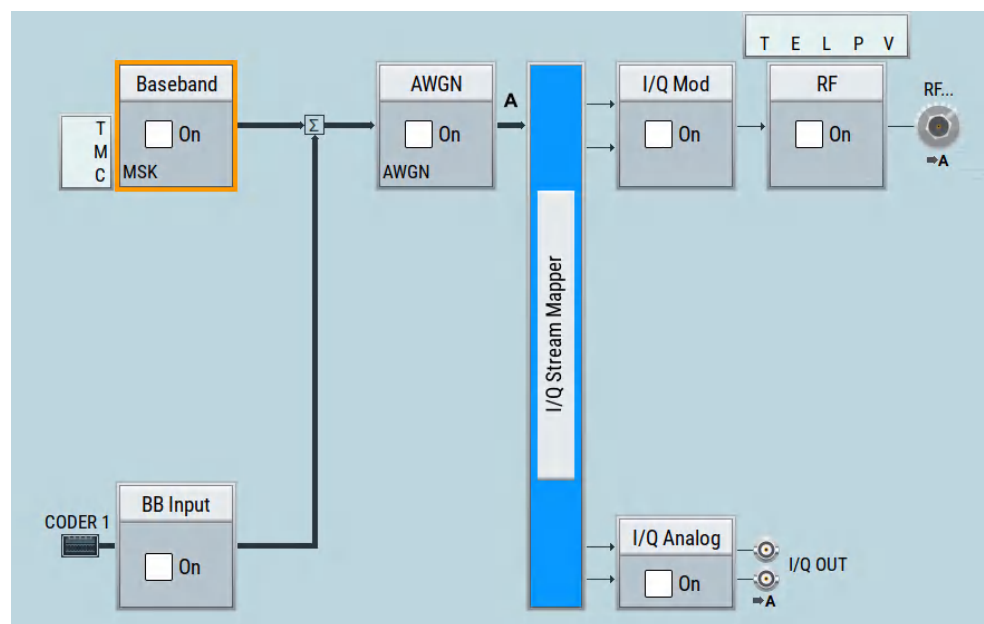 T E L P V
Baseband
On
MSK
T
M
C
Σ
AWGN
On
AWGN
A
I/Q Stream Mapper
I/Q Mod
On
RF
On
RF...
A
CODER 1
BB Input
On
I/Q Analog
On
I/Q OUT
A